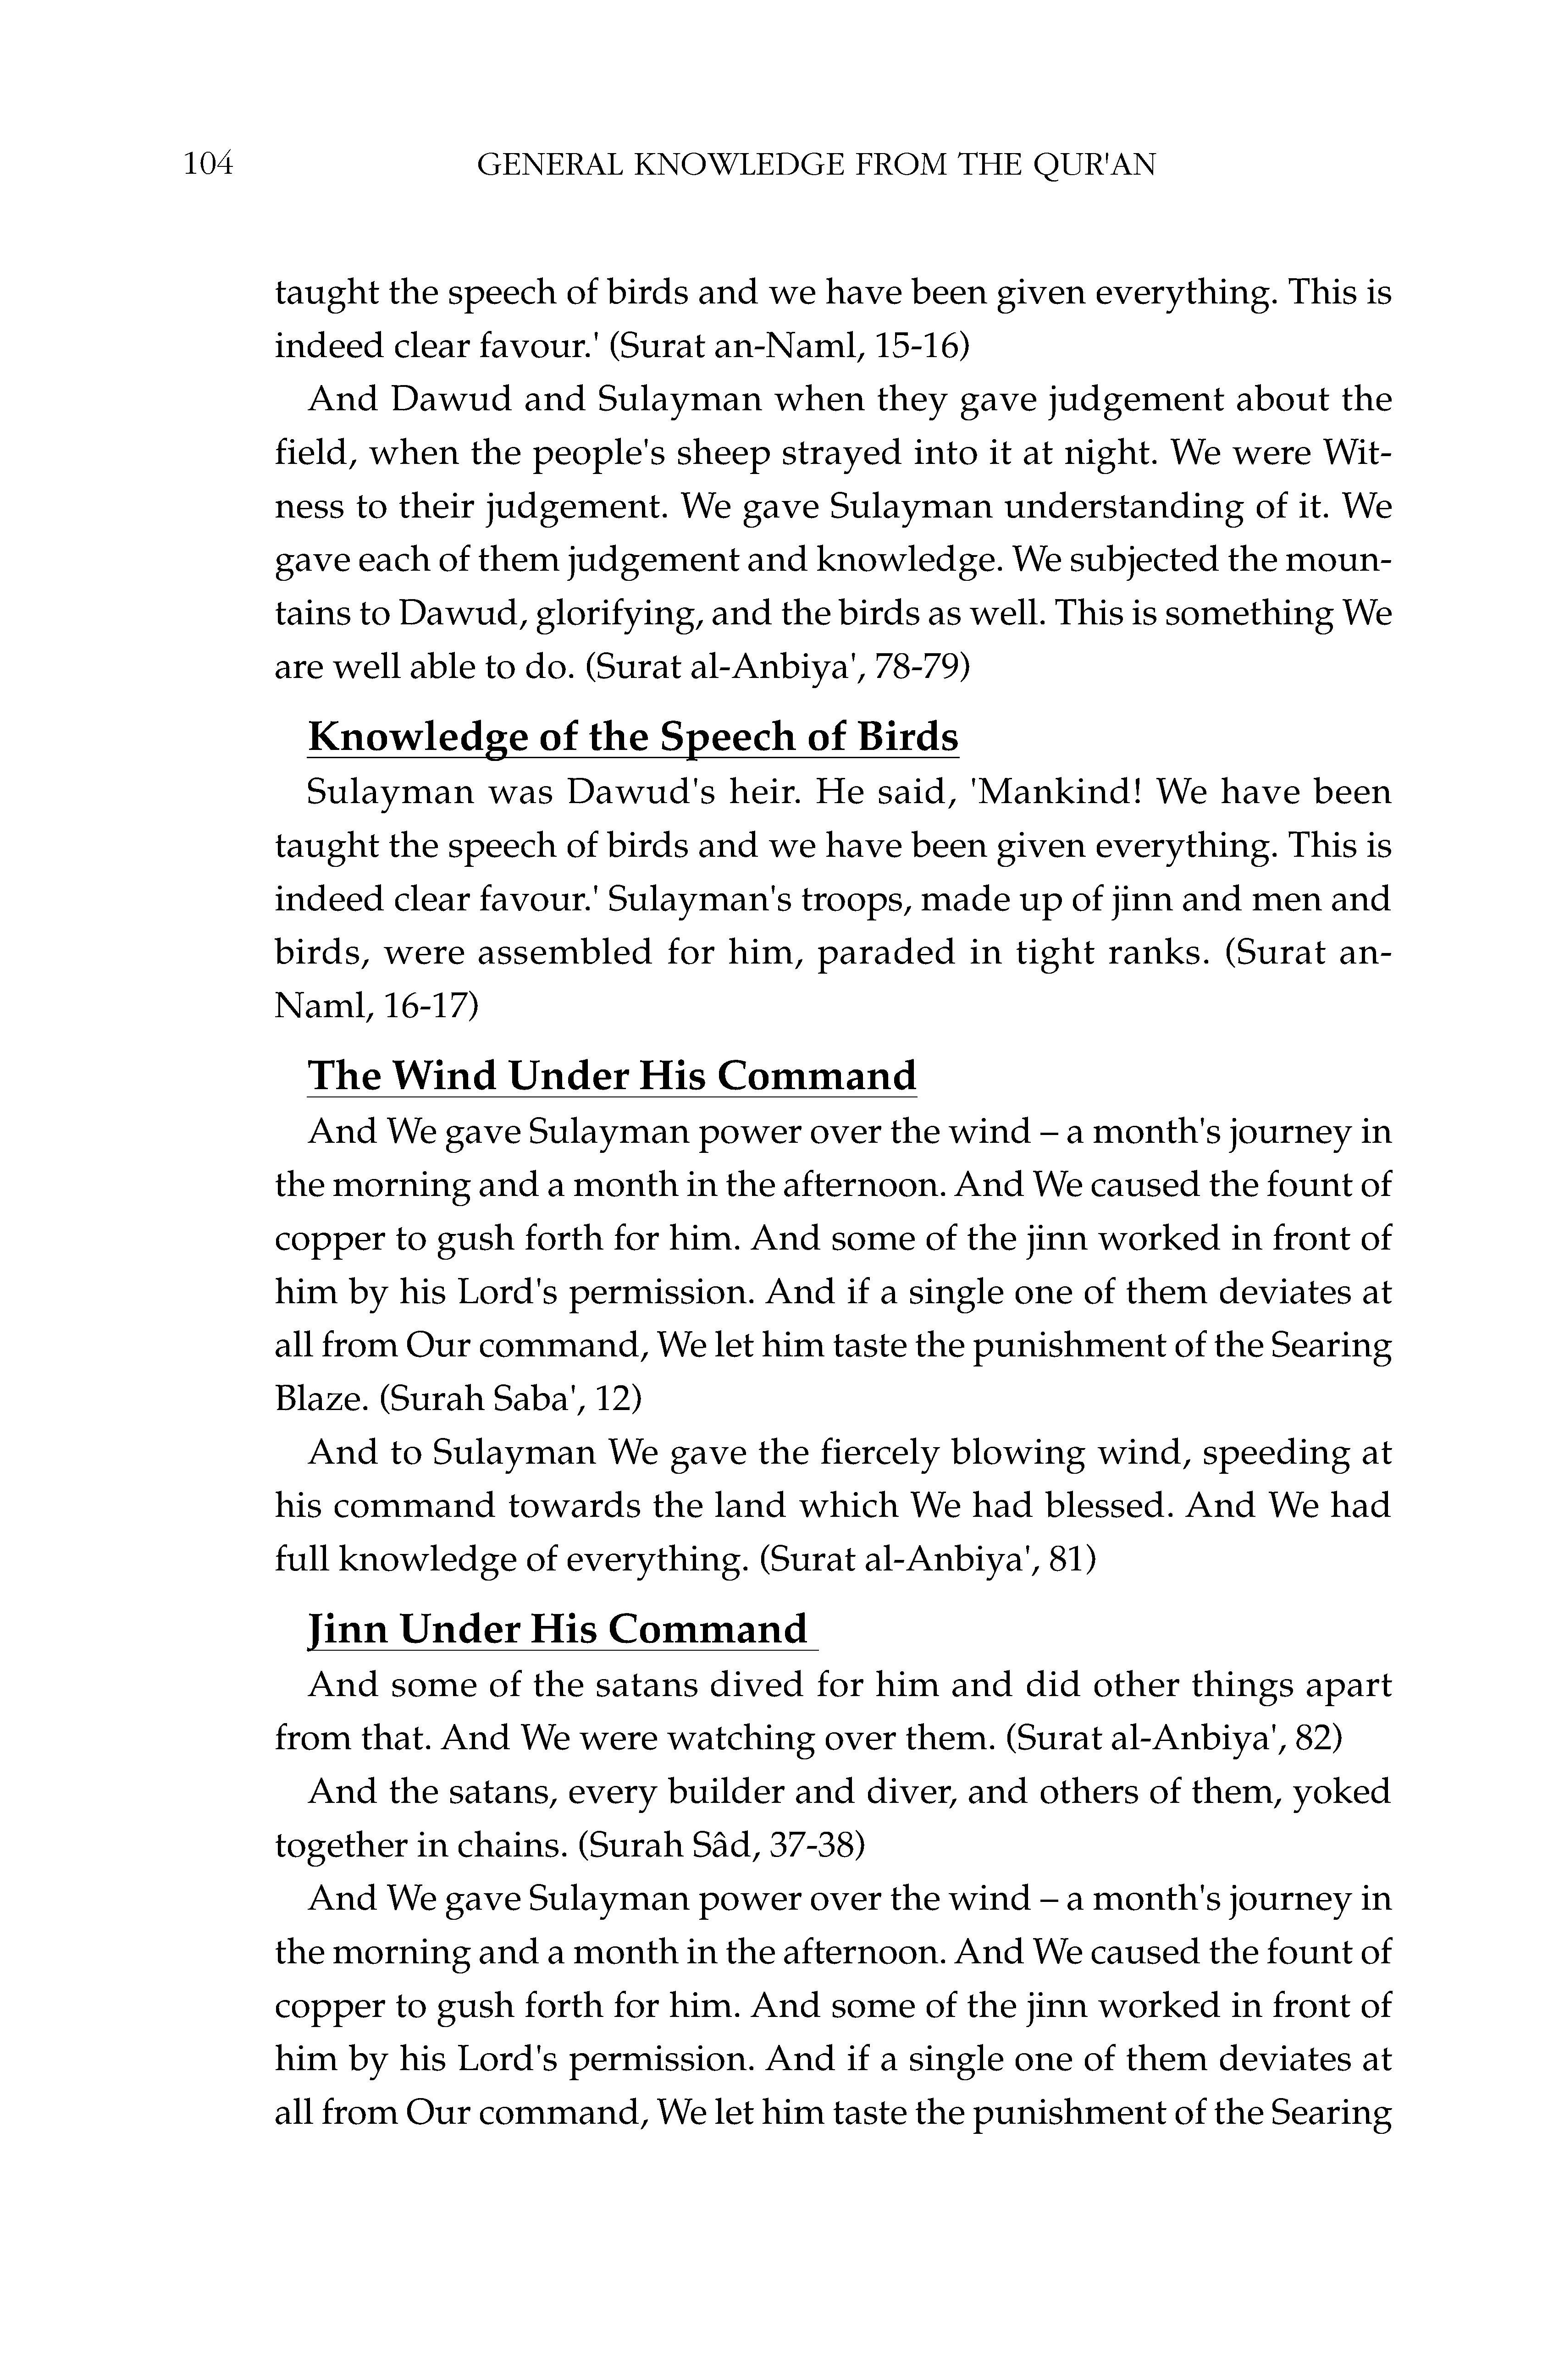 104 GENERAL KNOWLEDGE FROM THE QUR'AN
taught the speech of birds and we have been given everything. This is
indeed clear favour.' (Surat an-Naml, 15-16)
And Dawud and Sulayman when they gave judgement about the
field, when the people's sheep strayed into it at night. We were Wit-
ness to their judgement. We gave Sulayman understanding of it. We
gave each of them judgement and knowledge. We subjected the moun-
tains to Dawud, glorifying, and the birds as well. This is something We
are well able to do. (Surat al-Anbiya', 78-79)
Knowledge of the Speech of Birds
Sulayman was Dawud's heir. He said, 'Mankind! We have been
taught the speech of birds and we have been given everything. This is
indeed clear favour.' Sulayman's troops, made up of jinn and men and
birds, were assembled for him, paraded in tight ranks. (Surat an-
Naml, 16-17)
The Wind Under His Command
And We gave Sulayman power over the wind – a month's journey in
the morning and a month in the afternoon. And We caused the fount of
copper to gush forth for him. And some of the jinn worked in front of
him by his Lord's permission. And if a single one of them deviates at
all from Our command, We let him taste the punishment of the Searing
Blaze. (Surah Saba', 12)
And to Sulayman We gave the fiercely blowing wind, speeding at
his command towards the land which We had blessed. And We had
full knowledge of everything. (Surat al-Anbiya', 81)
Jinn Under His Command
And some of the satans dived for him and did other things apart
from that. And We were watching over them. (Surat al-Anbiya', 82)
And the satans, every builder and diver, and others of them, yoked
together in chains. (Surah Sâd, 37-38)
And We gave Sulayman power over the wind – a month's journey in
the morning and a month in the afternoon. And We caused the fount of
copper to gush forth for him. And some of the jinn worked in front of
him by his Lord's permission. And if a single one of them deviates at
all from Our command, We let him taste the punishment of the Searing